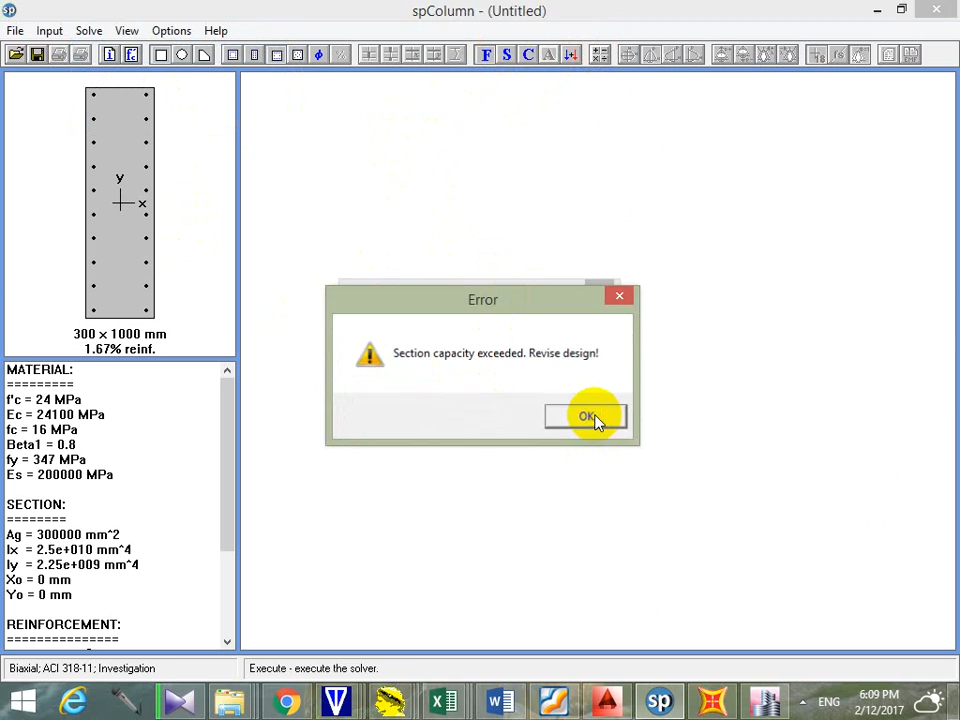 spColumn - (Untitled)
File Input Solve View Options Help
y
x
300 x 1000 mm
1.67% reinf.
MATERIAL:
=========
f'c = 24 MPa
Ec = 24100 MPa
fc = 16 MPa
Beta1 = 0.8
fy = 347 MPa
Es = 200000 MPa
SECTION:
========
Ag = 300000 mm^2
Ix = 2.5e+010 mm^4
Iy = 2.25e+009 mm^4
Xo = 0 mm
Yo = 0 mm
REINFORCEMENT:
===============
Error
Section capacity exceeded. Revise design!
OK
Biaxial; ACI 318-11; Investigation
Execute - execute the solver.
ENG
6:09 PM
2/12/2017